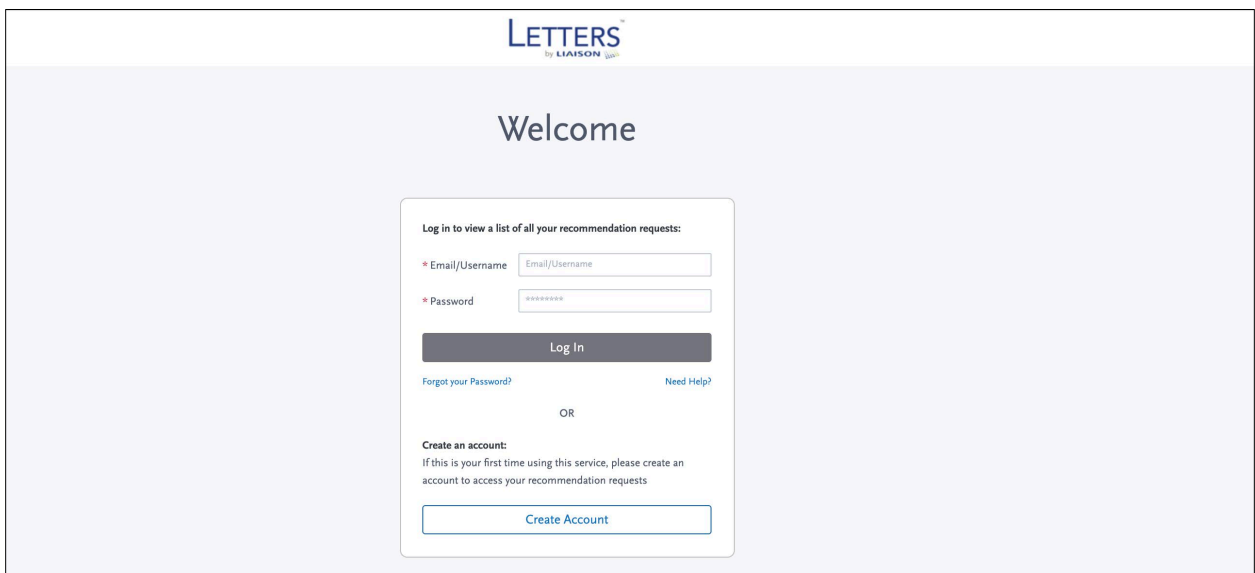 LETTERS™
by LIAISON
Welcome
Log in to view a list of all your recommendation requests:
* Email/Username Email/Username
* Password ********
Log In
Forgot your Password? Need Help?
OR
Create an account:
If this is your first time using this service, please create an
account to access your recommendation requests
Create Account